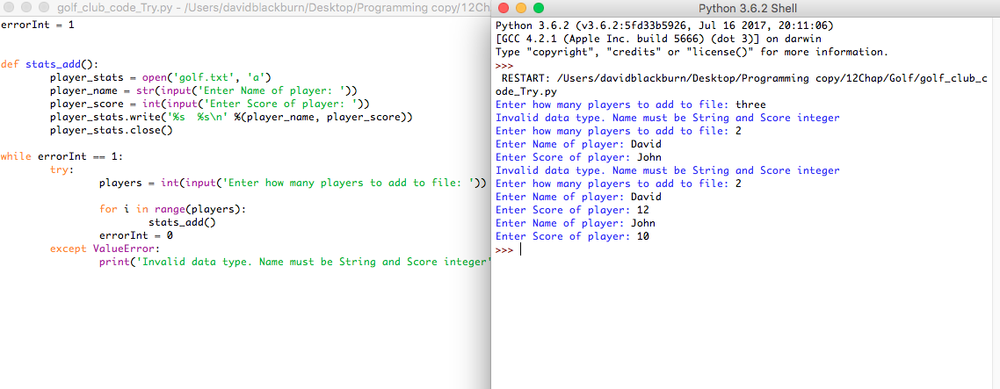 golf_club_code_Try.py - /Users/davidblackburn/Desktop/Programming copy/12Ch
errorInt = 1
def stats_add():
player_stats = open('golf.txt', 'a')
player_name = str(input('Enter Name of player: '))
player_score = int(input('Enter Score of player: '))
player_stats.write('%s  %s\n' %(player_name, player_score))
player_stats.close()
while errorInt == 1:
try:
players = int(input('Enter how many players to add to file: '))
for i in range(players):
stats_add()
errorInt = 0
except ValueError:
print('Invalid data type. Name must be String and Score integer'
Python 3.6.2 Shell
Python 3.6.2 (v3.6.2:5fd33b5926, Jul 16 2017, 20:11:06)
[GCC 4.2.1 (Apple Inc. build 5666) (dot 3)] on darwin
Type "copyright", "credits" or "license()" for more information.
>>>
RESTART: /Users/davidblackburn/Desktop/Programming copy/12Chap/Golf/golf_club_c
ode_Try.py
Enter how many players to add to file: three
Invalid data type. Name must be String and Score integer
Enter how many players to add to file: 2
Enter Name of player: David
Enter Score of player: John
Invalid data type. Name must be String and Score integer
Enter how many players to add to file: 2
Enter Name of player: David
Enter Score of player: 12
Enter Name of player: John
Enter Score of player: 10
>>>